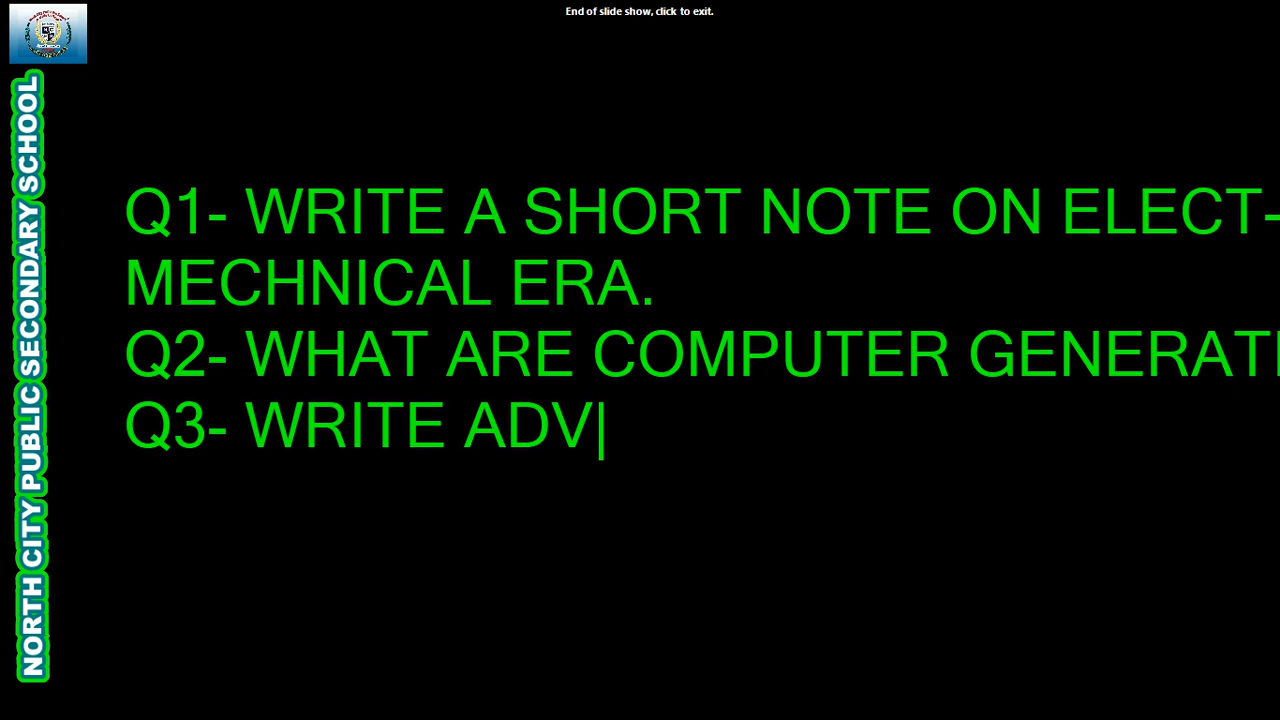 End of slide show, click to exit.
NORTH CITY PUBLIC SECONDARY SCHOOL
Q1- WRITE A SHORT NOTE ON ELECT-
MECHNICAL ERA.
Q2- WHAT ARE COMPUTER GENERATI
Q3- WRITE ADV